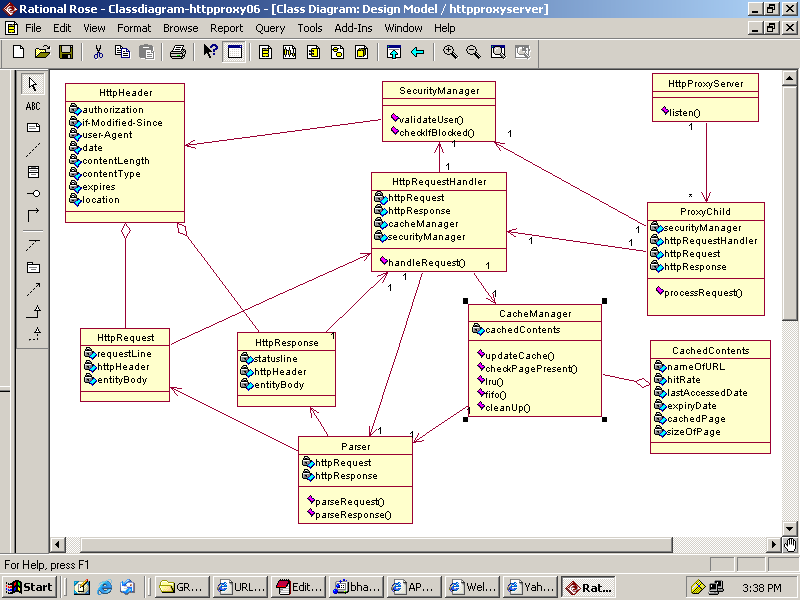 Rational Rose - Classdiagram-httpproxy06 - [Class Diagram: Design Model / httpproxyserver]
File Edit View Format Browse Report Query Tools Add-Ins Window Help
ABC
HttpHeader
authorization
if-Modified-Since
user-Agent
date
contentLength
contentType
expires
location
SecurityManager
validateUser()
checkIfBlocked()
HttpProxyServer
listen()
1
1
1
1
*
HttpRequestHandler
httpRequest
httpResponse
cacheManager
securityManager
handleRequest()
ProxyChild
securityManager
httpRequestHandler
httpRequest
httpResponse
processRequest()
1
1
1
1
1
1
1
CacheManager
cachedContents
updateCache()
checkPagePresent()
lru()
fifo()
cleanUp()
HttpRequest
requestLine
httpHeader
entityBody
1
HttpResponse
statusline
httpHeader
entityBody
CachedContents
nameOfURL
hitRate
lastAccessedDate
expiryDate
cachedPage
sizeOfPage
1
1
1
Parser
httpRequest
httpResponse
parseRequest()
parseResponse()
For Help, press F1
Start GR... URL... Edit... bha... AP... Wel... Yah... Rat... 3:38 PM